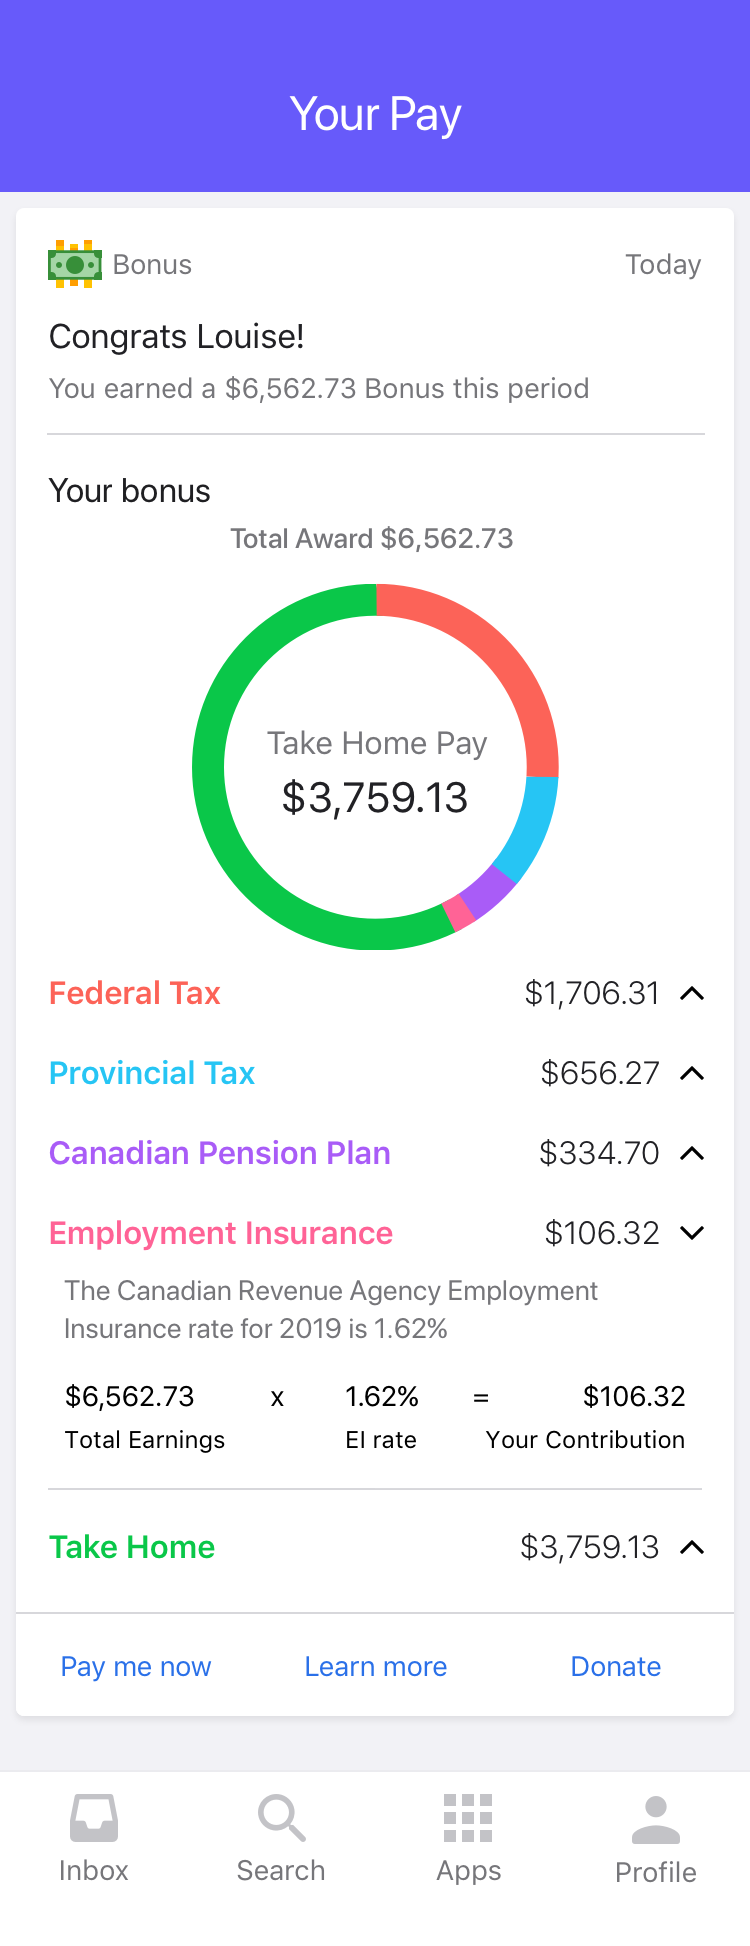 Your Pay
Bonus Today
Congrats Louise!
You earned a $6,562.73 Bonus this period
Your bonus
Total Award $6,562.73
Take Home Pay
$3,759.13
Federal Tax $1,706.31
Provincial Tax $656.27
Canadian Pension Plan $334.70
Employment Insurance $106.32
The Canadian Revenue Agency Employment
Insurance rate for 2019 is 1.62%
$6,562.73 x 1.62% = $106.32
Total Earnings EI rate Your Contribution
Take Home $3,759.13
Pay me now Learn more Donate
Inbox Search Apps Profile